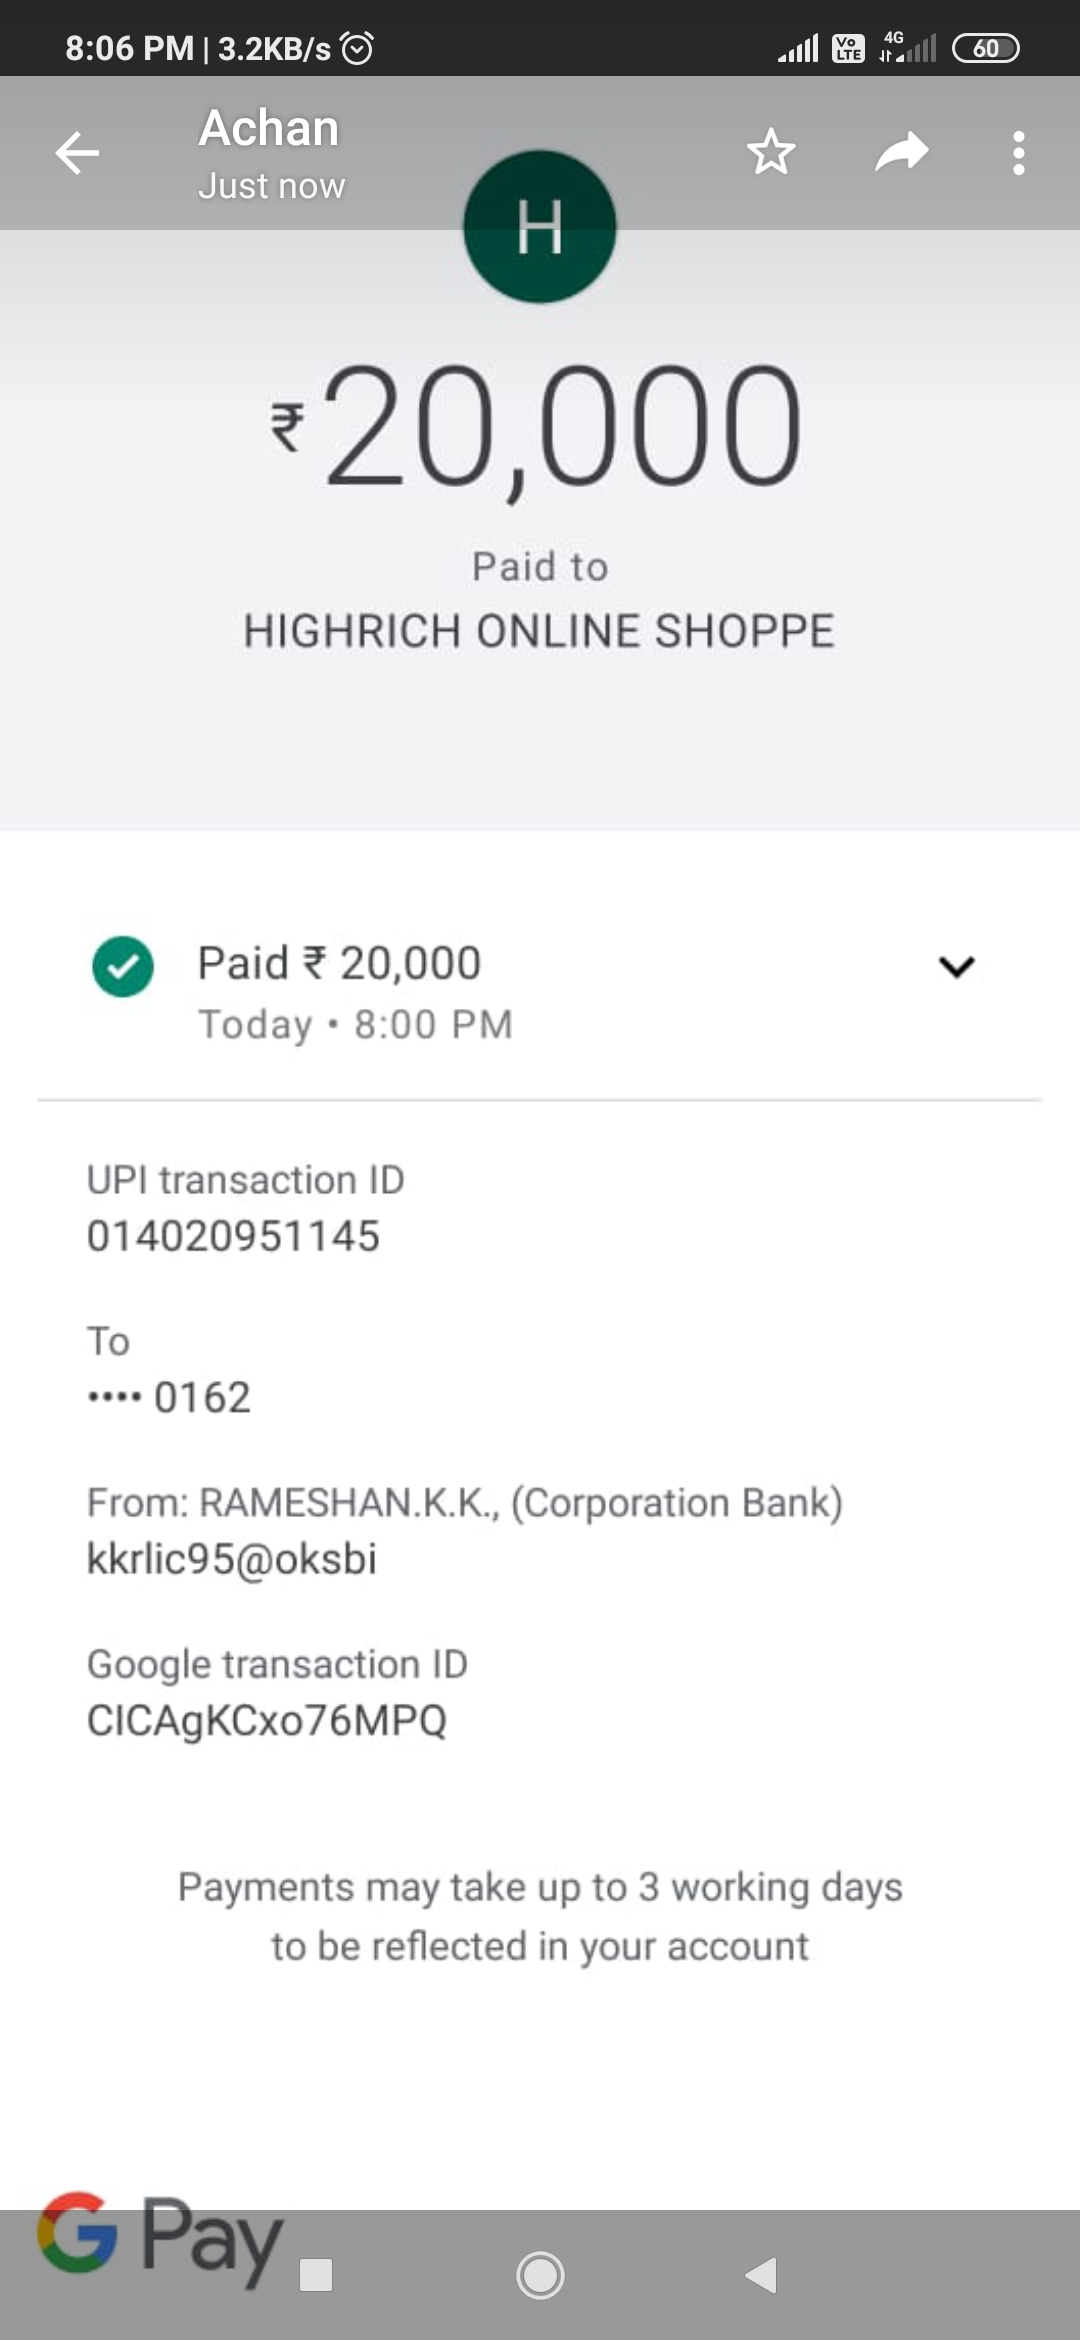 8:06 PM | 3.2KB/s
Vo LTE 4G 60
Achan
Just now
H
₹20,000
Paid to
HIGHRICH ONLINE SHOPPE
Paid ₹ 20,000
Today • 8:00 PM
UPI transaction ID
014020951145
To
•••• 0162
From: RAMESHAN.K.K., (Corporation Bank)
kkrlic95@oksbi
Google transaction ID
CICAgKCxo76MPQ
Payments may take up to 3 working days
to be reflected in your account
G Pay